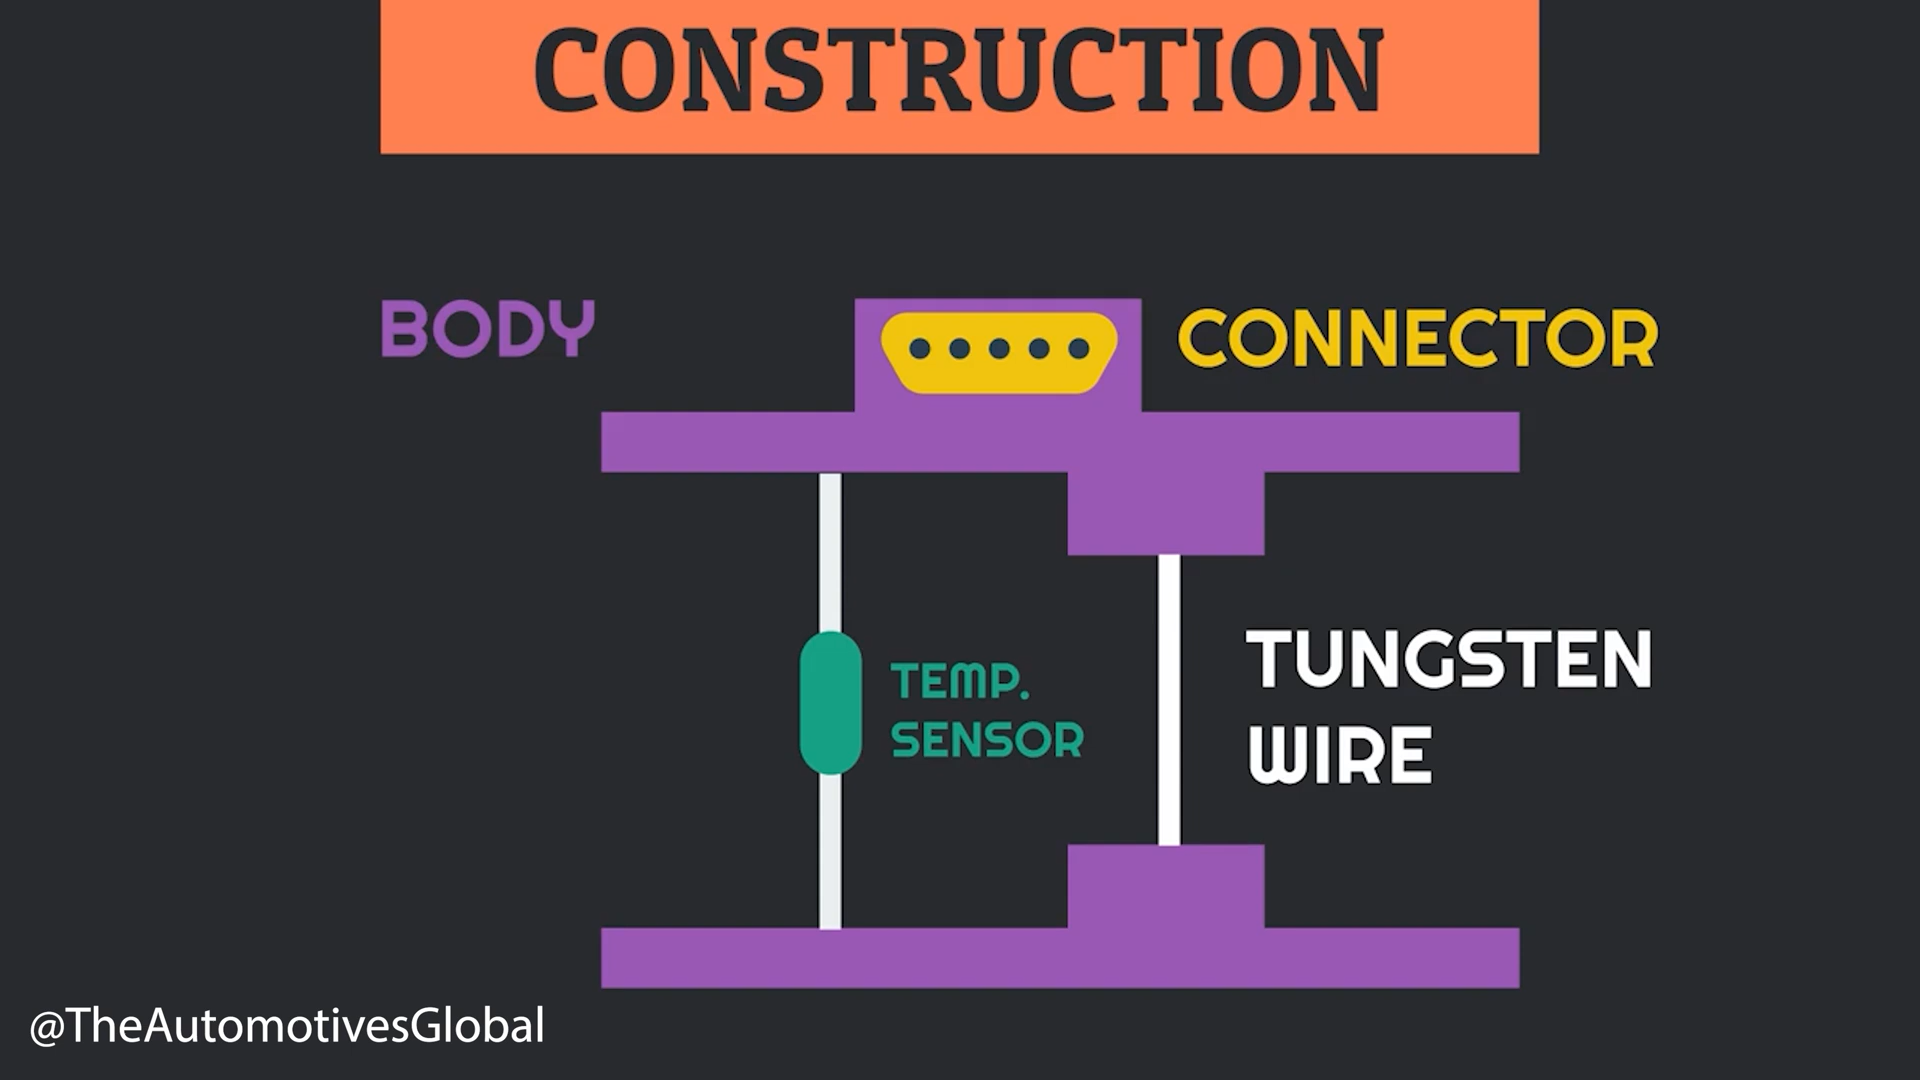 CONSTRUCTION
BODY
CONNECTOR
TEMP.
SENSOR
TUNGSTEN
WIRE
@TheAutomotivesGlobal